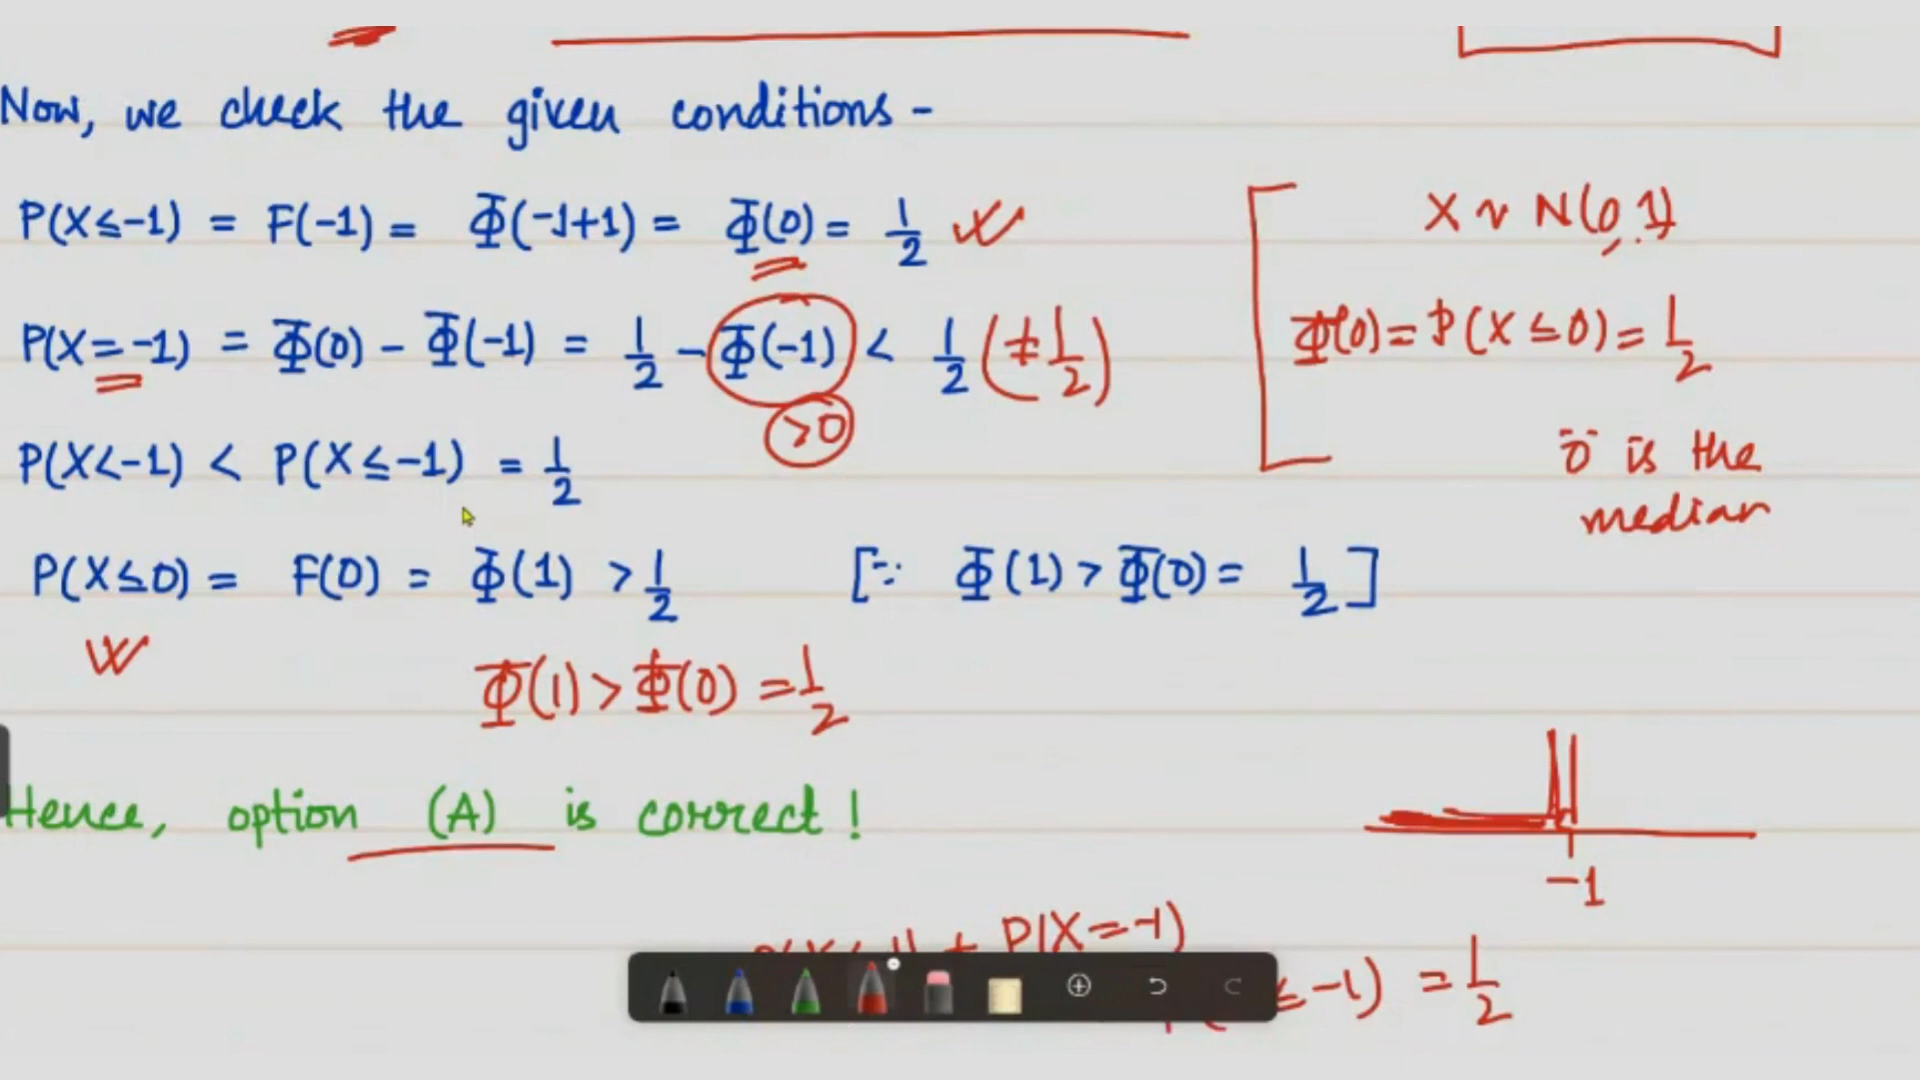 Now, we check the given conditions -
P(X≤-1) = F(-1) = Φ(-1+1) = Φ(0) = 1/2
X ~ N(0,1)
P(X=-1) = Φ(0) - Φ(-1) = 1/2 - Φ(-1) < 1/2 (≠ 1/2)
Φ(0) = P(X ≤ 0) = 1/2
>0
P(X<-1) < P(X≤-1) = 1/2
"0" is the
median
P(X≤0) = F(0) = Φ(1) > 1/2 [∵ Φ(1) > Φ(0) = 1/2]
Φ(1) > Φ(0) = 1/2
Hence, option (A) is correct!
-1
+ P(X=-1)
≤ -1) = 1/2